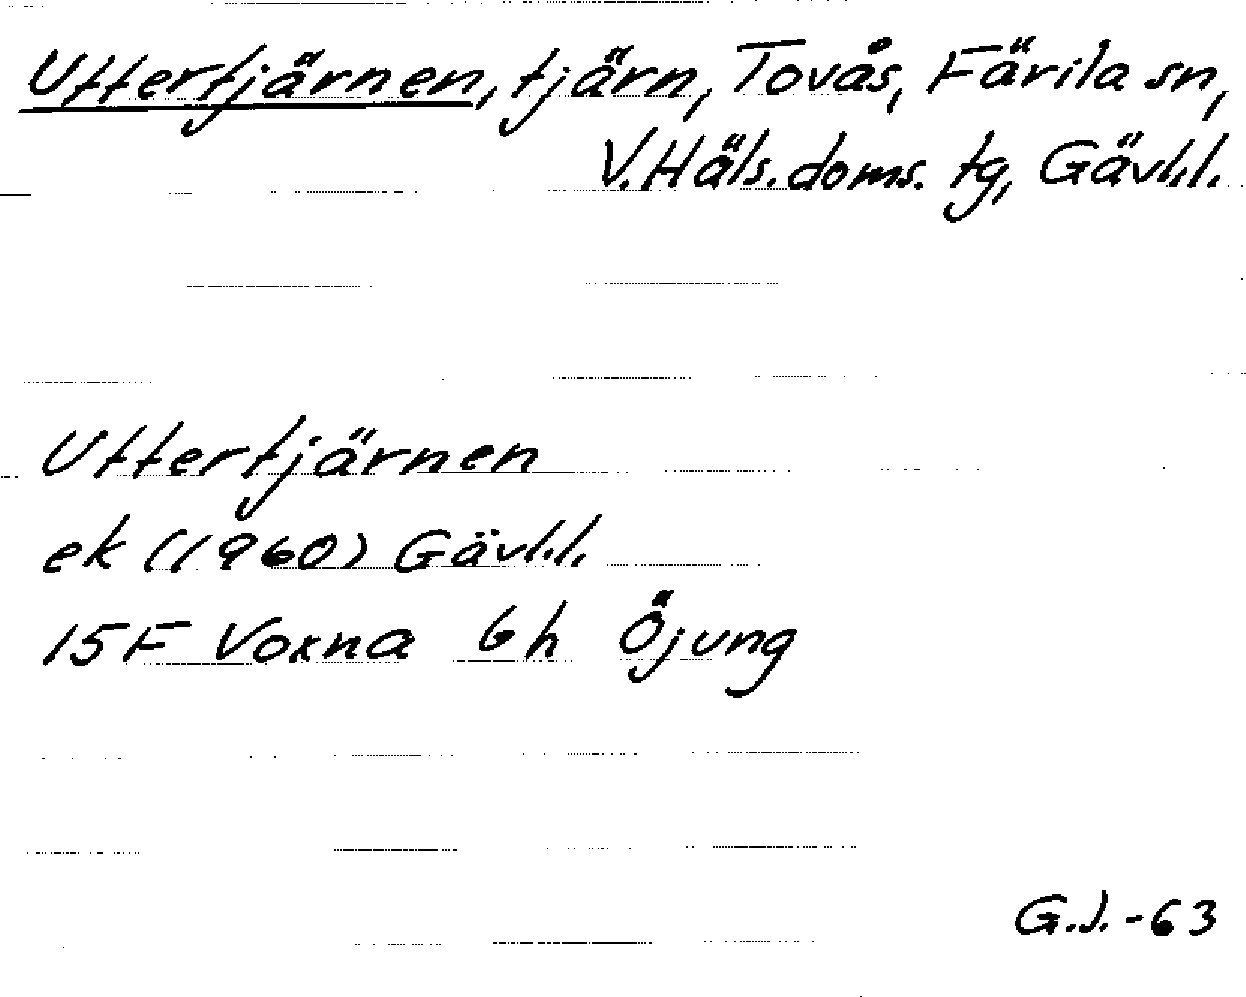 Uttertjärnen, tjärn, Tovås, Färila sn,
V. Häls. doms. tg, Gävl.l.
Uttertjärnen
ek (1960) Gävl.l.
15F Voxna 6h Öjung
G.J.-63